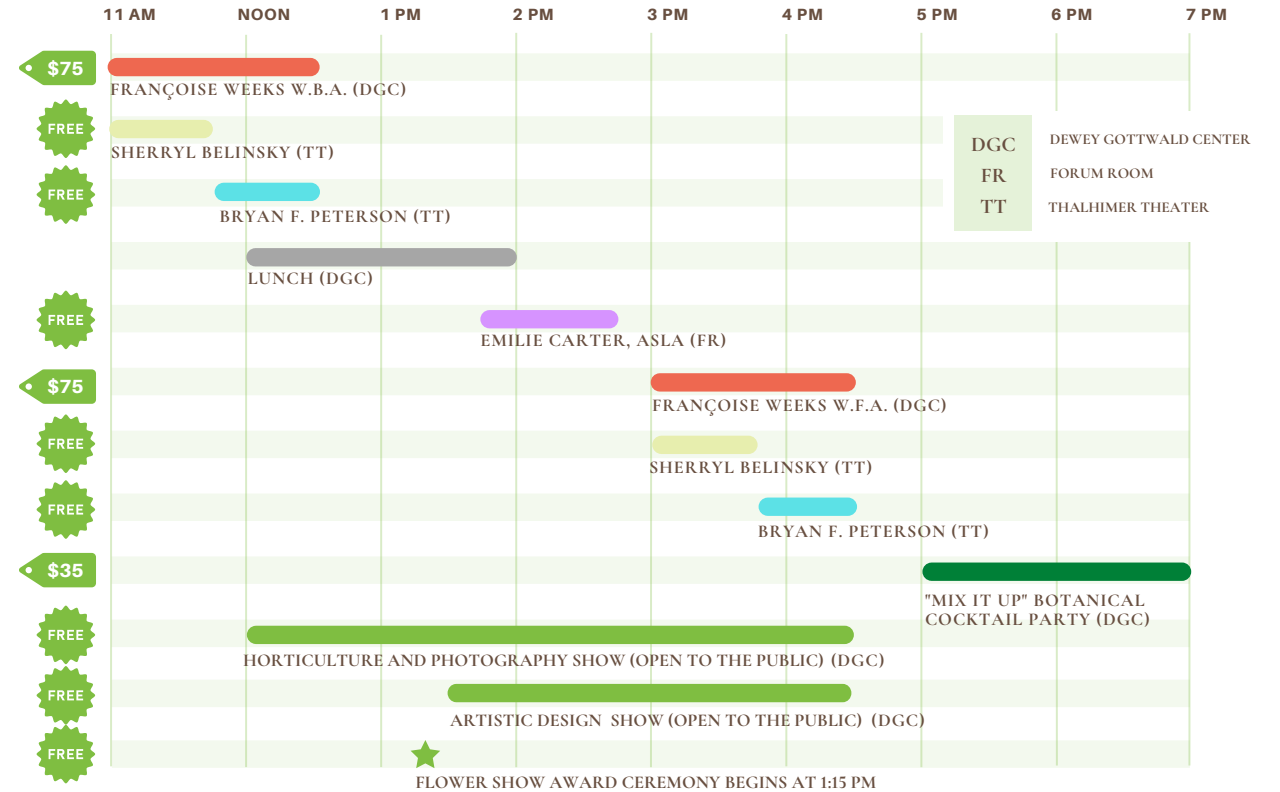 11 AM NOON 1 PM 2 PM 3 PM 4 PM 5 PM 6 PM 7 PM
$75
FRANÇOISE WEEKS W.B.A. (DGC)
FREE
SHERRYL BELINSKY (TT)
DGC DEWEY GOTTWALD CENTER
FR FORUM ROOM
TT THALHIMER THEATER
FREE
BRYAN F. PETERSON (TT)
LUNCH (DGC)
FREE
EMILIE CARTER, ASLA (FR)
$75
FRANÇOISE WEEKS W.F.A. (DGC)
FREE
SHERRYL BELINSKY (TT)
FREE
BRYAN F. PETERSON (TT)
$35
"MIX IT UP" BOTANICAL
COCKTAIL PARTY (DGC)
FREE
HORTICULTURE AND PHOTOGRAPHY SHOW (OPEN TO THE PUBLIC) (DGC)
FREE
ARTISTIC DESIGN SHOW (OPEN TO THE PUBLIC) (DGC)
FREE
FLOWER SHOW AWARD CEREMONY BEGINS AT 1:15 PM